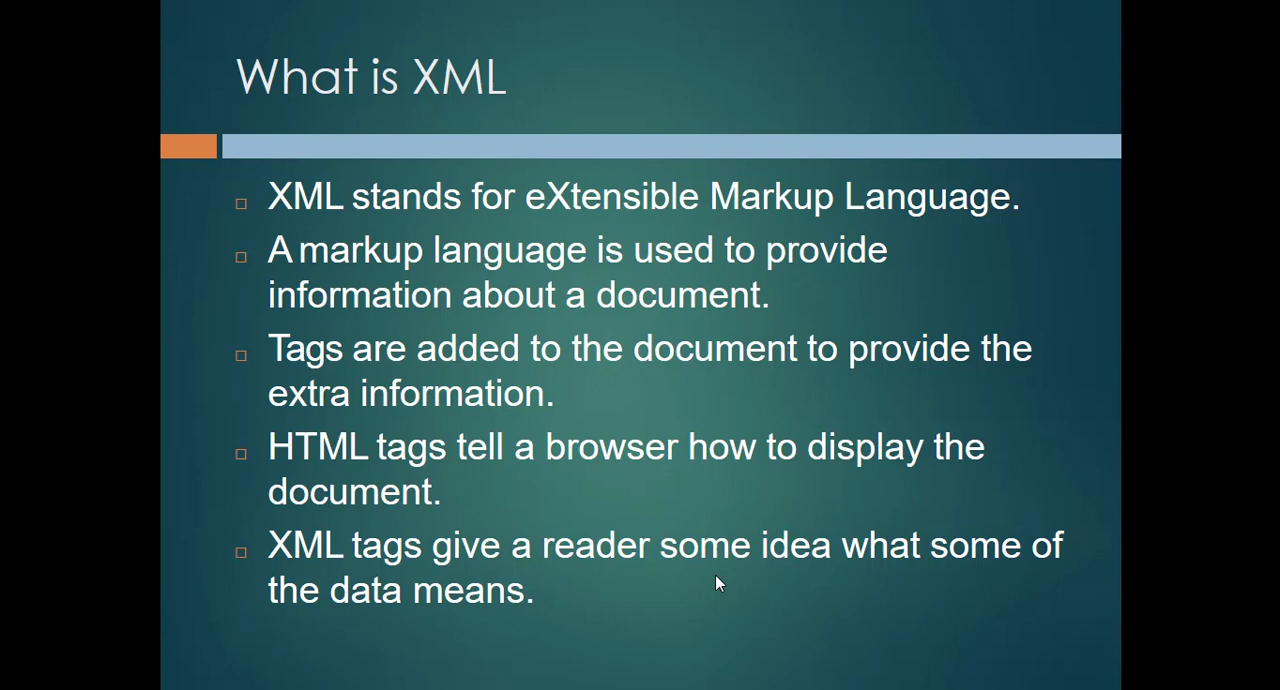 What is XML
XML stands for eXtensible Markup Language.
A markup language is used to provide
information about a document.
Tags are added to the document to provide the
extra information.
HTML tags tell a browser how to display the
document.
XML tags give a reader some idea what some of
the data means.